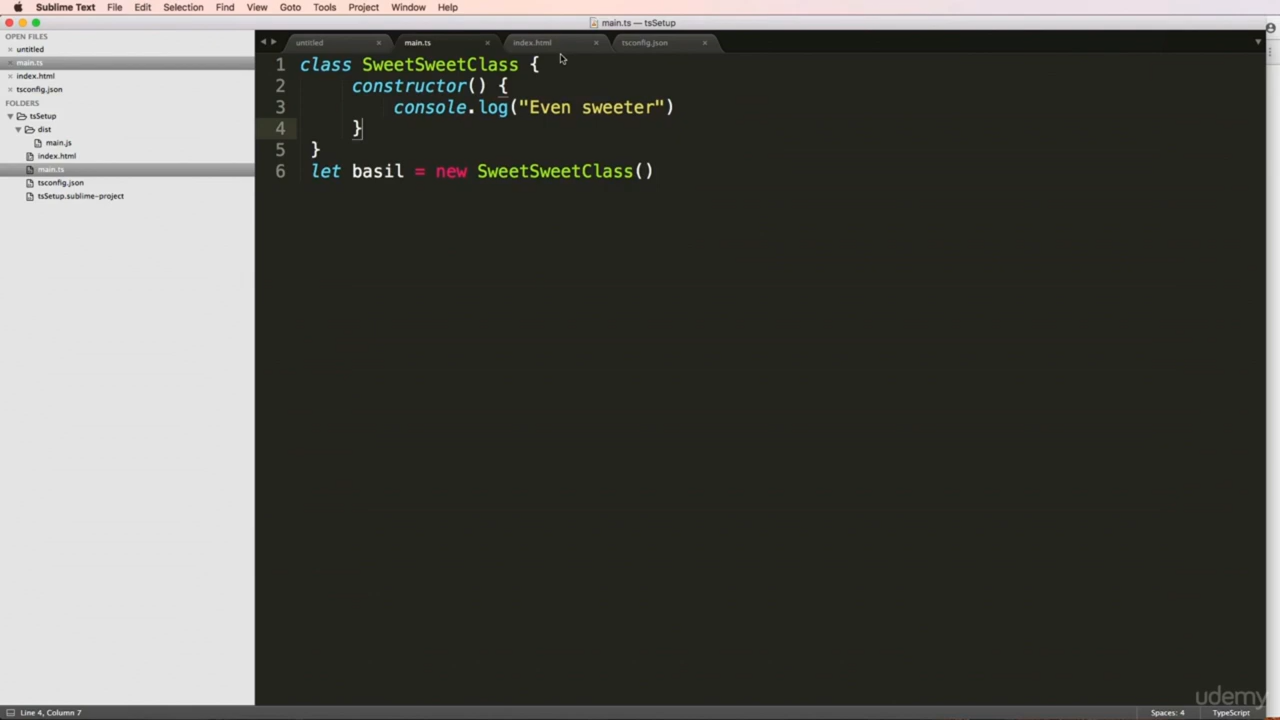 Sublime Text File Edit Selection Find View Goto Tools Project Window Help
main.ts — tsSetup
OPEN FILES
untitled
main.ts
index.html
tsconfig.json
FOLDERS
tsSetup
dist
main.js
index.html
main.ts
tsconfig.json
tsSetup.sublime-project
untitled main.ts index.html tsconfig.json
1 class SweetSweetClass {
2 constructor() {
3 console.log("Even sweeter")
4 }
5 }
6 let basil = new SweetSweetClass()
udemy
Line 4, Column 7 Spaces: 4 TypeScript